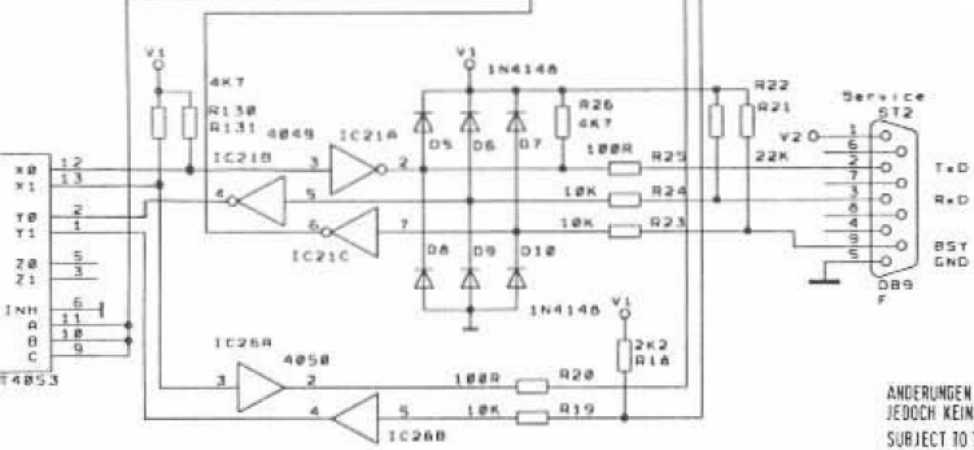 V1
V1
1N4148
4K7
R130
R131
4049
IC21A
IC21B
D5
D6
D7
R26
4K7
R22
R21
Service
ST2
V2
1
6
2
7
3
8
4
9
5
TxD
RxD
BSY
GND
DB9
F
22K
100R
R25
10K
R24
10K
R23
X0
12
X1
13
Y0
2
Y1
1
Z0
5
Z1
3
INH
6
A
11
B
10
C
9
T4053
3
2
4
5
6
7
IC21C
D8
D9
D10
1N4148
V1
2K2
R18
IC26A
4050
3
2
100R
R20
4
5
10K
R19
IC26B
ANDERUNGEN
JEDOCH KEIN
SUBJECT TO